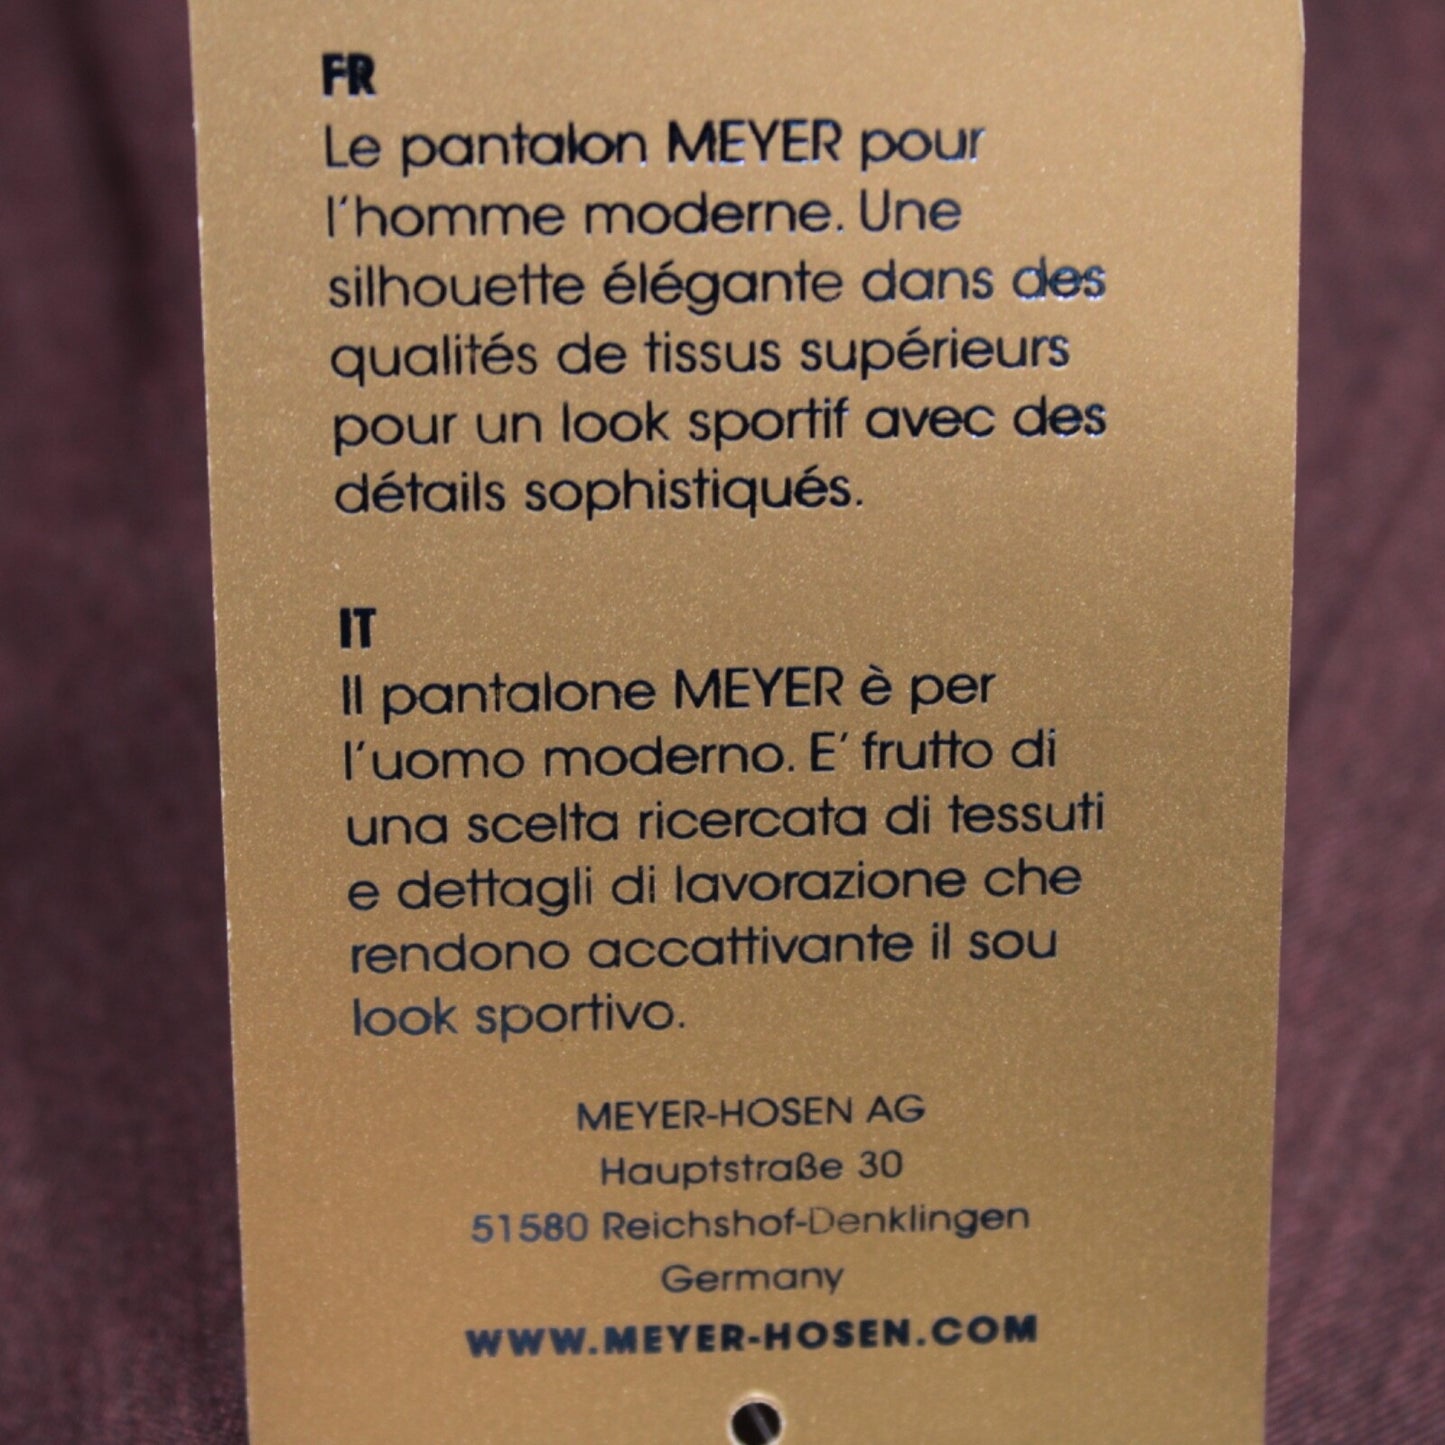 FR
Le pantalon MEYER pour
l'homme moderne. Une
silhouette élégante dans des
qualités de tissus supérieurs
pour un look sportif avec des
détails sophistiqués.
IT
Il pantalone MEYER è per
l'uomo moderno. E' frutto di
una scelta ricercata di tessuti
e dettagli di lavorazione che
rendono accattivante il sou
look sportivo.
MEYER-HOSEN AG
Hauptstraße 30
51580 Reichshof-Denklingen
Germany
WWW.MEYER-HOSEN.COM